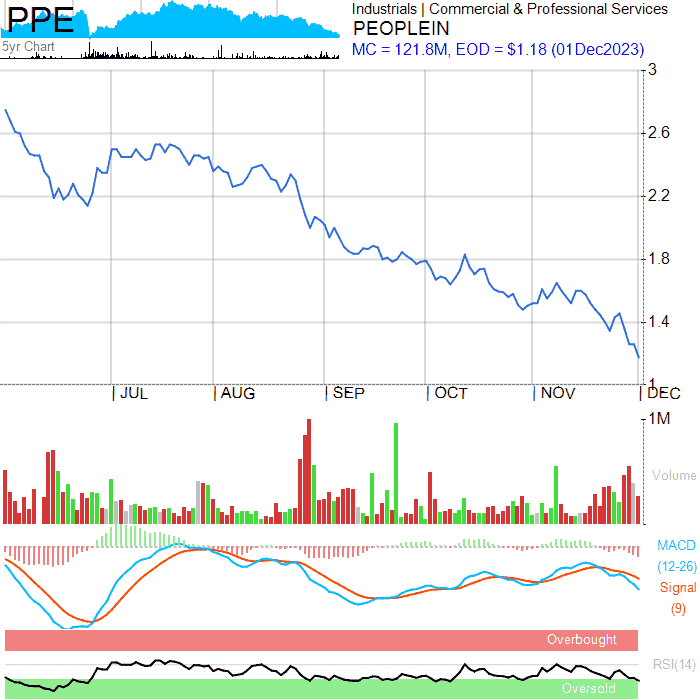 PPE
5yr Chart
Industrials | Commercial & Professional Services
PEOPLEIN
MC = 121.8M, EOD = $1.18 (01Dec2023)
3
2.6
2.2
1.8
1.4
1
| JUL | AUG | SEP | OCT | NOV | DEC
1M
Volume
MACD
(12-26)
Signal
(9)
Overbought
RSI(14)
Oversold